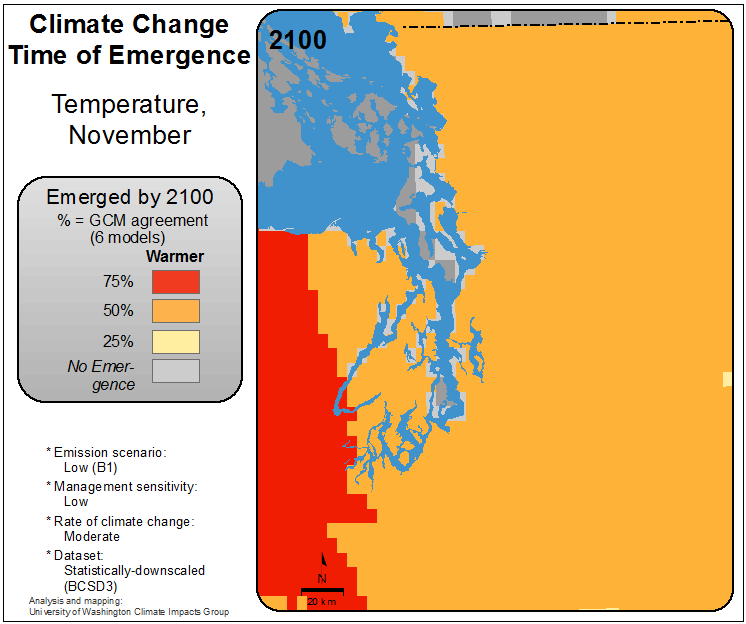 Climate Change
Time of Emergence
Temperature,
November
Emerged by 2100
% = GCM agreement
(6 models)
Warmer
75%
50%
25%
No Emer-
gence
* Emission scenario:
Low (B1)
* Management sensitivity:
Low
* Rate of climate change:
Moderate
* Dataset:
Statistically-downscaled
(BCSD3)
Analysis and mapping:
University of Washington Climate Impacts Group
2100
N
20 km